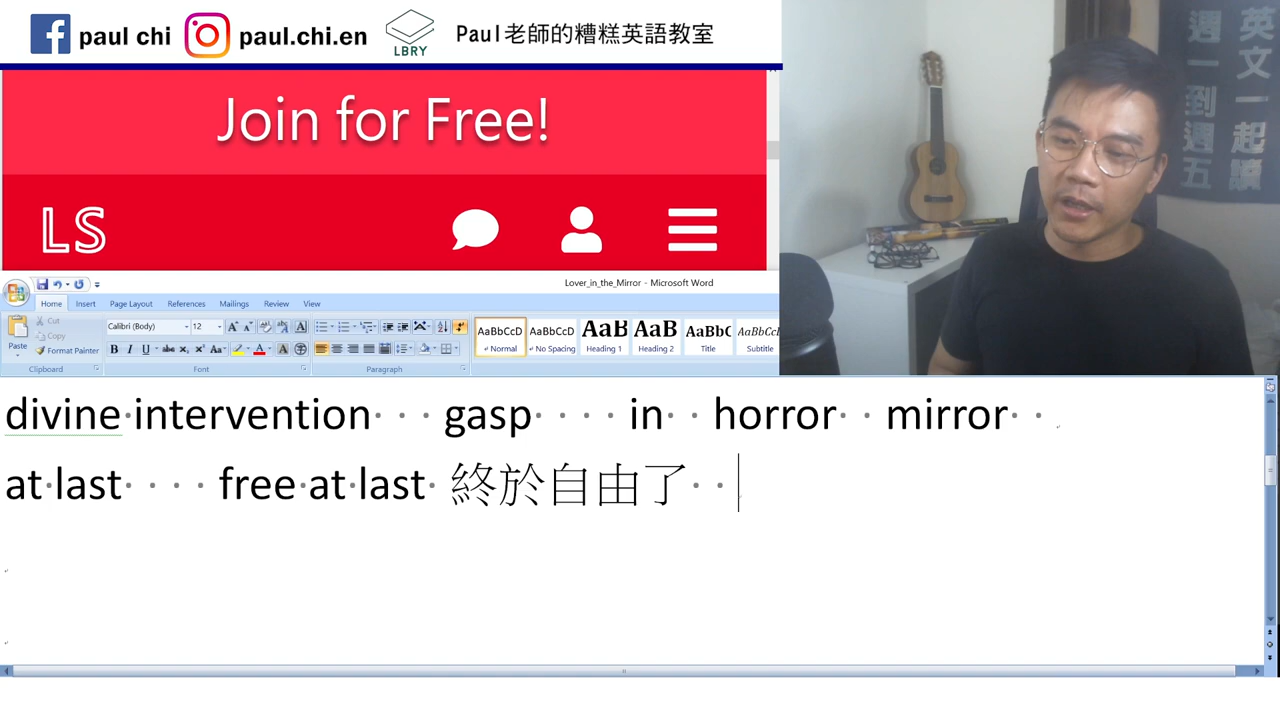 paul chi paul.chi.en LBRY Paul老師的糟糕英語教室
Join for Free!
LS
Lover_in_the_Mirror - Microsoft Word
Home Insert Page Layout References Mailings Review View
Paste Cut Copy Format Painter
Calibri (Body) 12
AaBbCcD AaBbCcD AaBb AaB AaBbC AaBbCc
Normal No Spacing Heading 1 Heading 2 Title Subtitle
Clipboard Font Paragraph
divine intervention gasp in horror mirror
at last free at last 終於自由了
英文一起讀
週一到週五